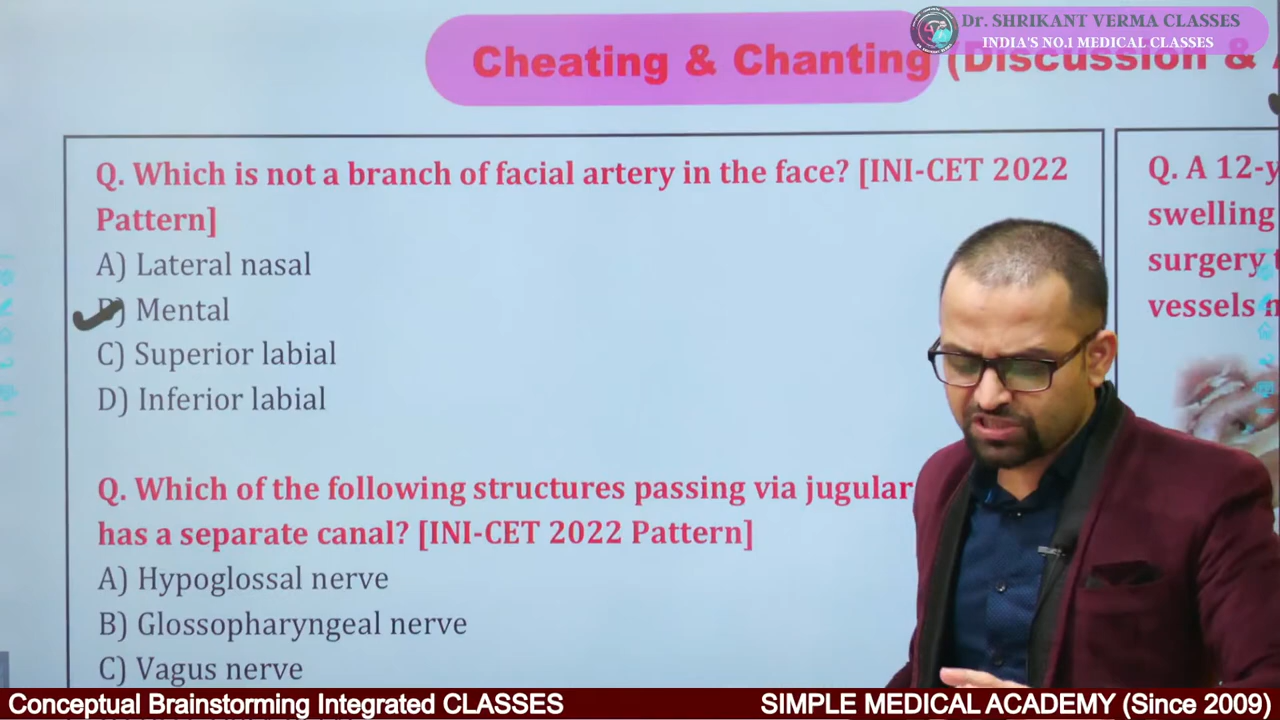 Dr. SHRIKANT VERMA CLASSES
INDIA'S NO.1 MEDICAL CLASSES
Cheating & Chanting (Discussion &
Q. Which is not a branch of facial artery in the face? [INI-CET 2022
Pattern]
A) Lateral nasal
B) Mental
C) Superior labial
D) Inferior labial
Q. Which of the following structures passing via jugular
has a separate canal? [INI-CET 2022 Pattern]
A) Hypoglossal nerve
B) Glossopharyngeal nerve
C) Vagus nerve
Q. A 12-y
swelling
surgery
vessels
Conceptual Brainstorming Integrated CLASSES
SIMPLE MEDICAL ACADEMY (Since 2009)